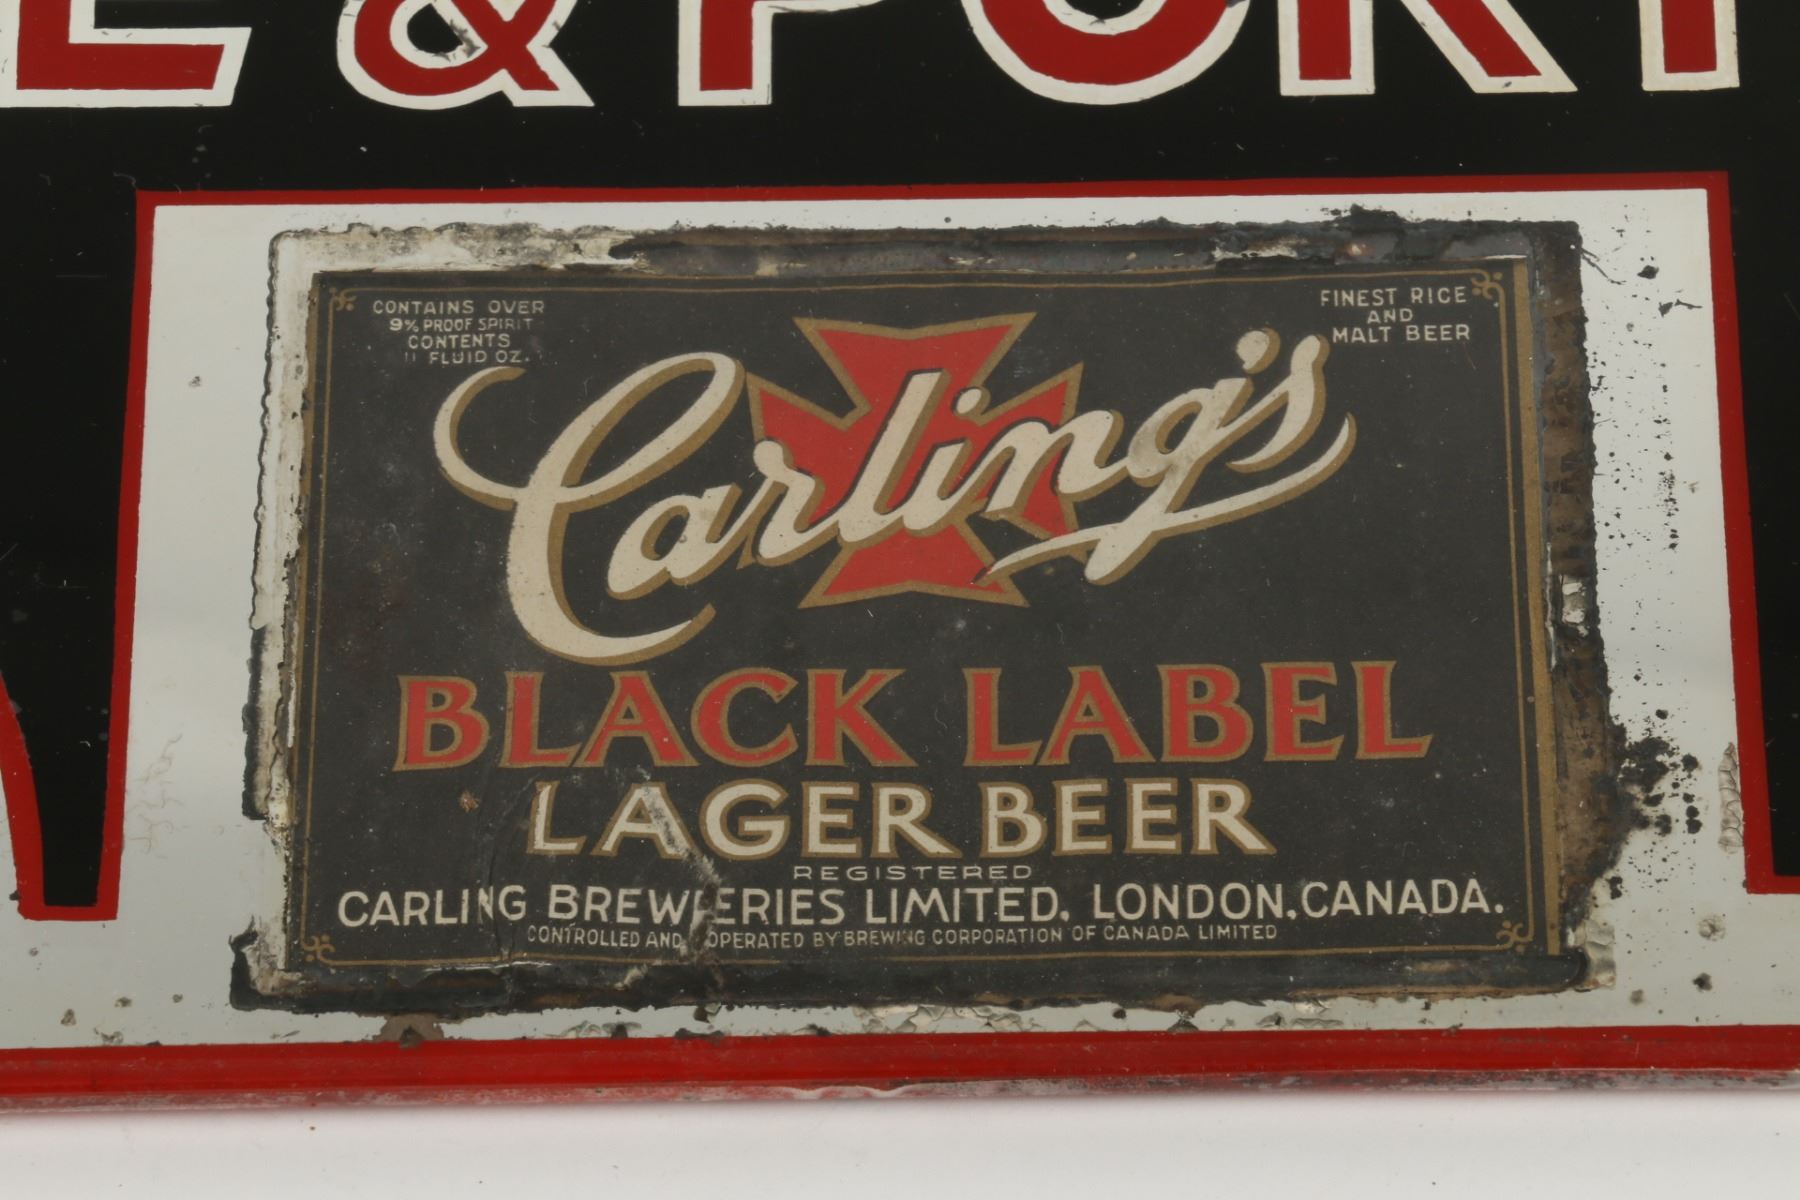 & PORT
CONTAINS OVER
9% PROOF SPIRIT
CONTENTS
11 FLUID OZ.
FINEST RICE
AND
MALT BEER
Carling's
BLACK LABEL
LAGER BEER
REGISTERED
CARLING BREWERIES LIMITED, LONDON, CANADA.
CONTROLLED AND OPERATED BY BREWING CORPORATION OF CANADA LIMITED